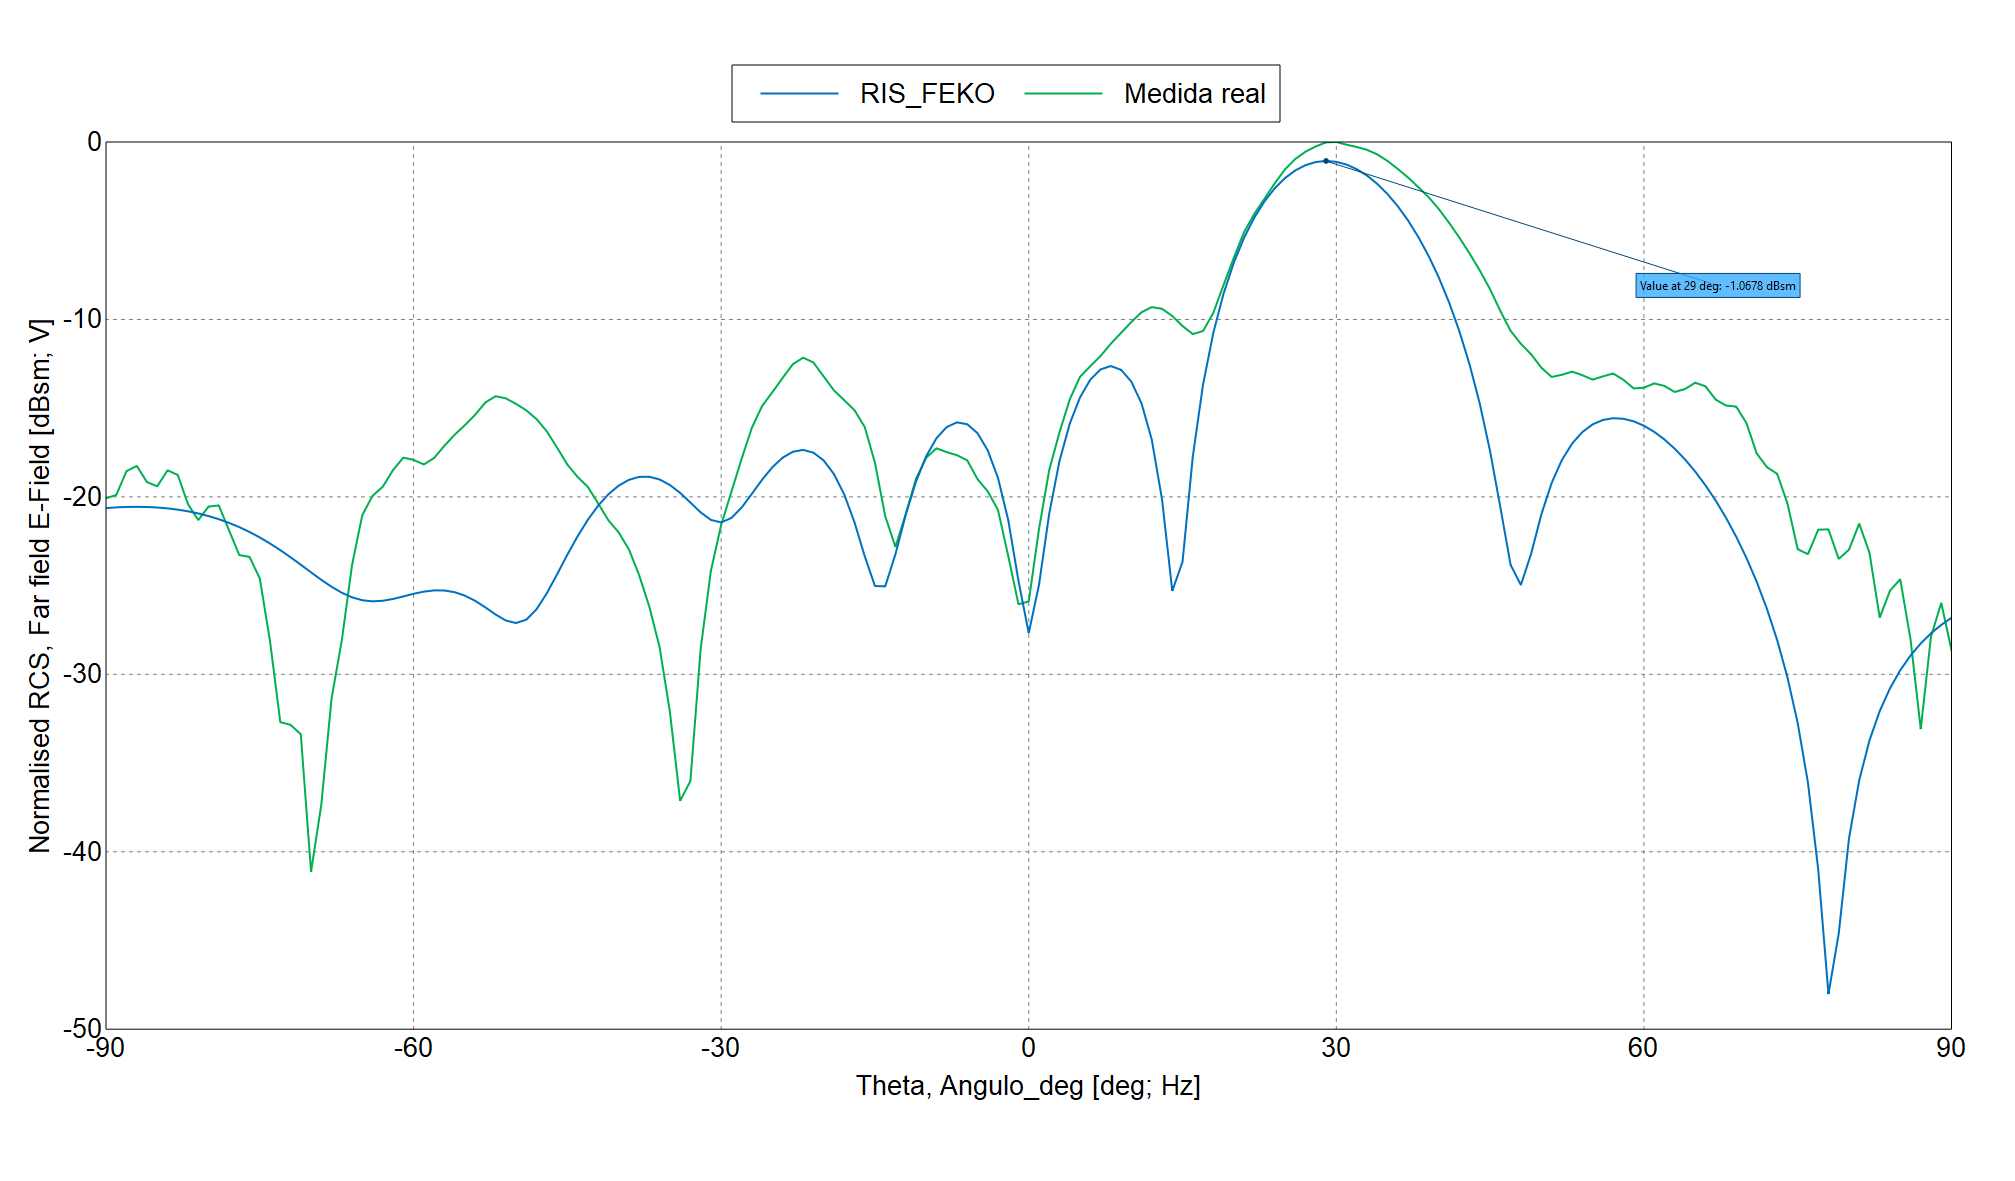 RIS_FEKO Medida real
Normalised RCS, Far field E-Field [dBsm; V]
0
-10
-20
-30
-40
-50
Value at 29 deg: -1.0678 dBsm
-90 -60 -30 0 30 60 90
Theta, Angulo_deg [deg; Hz]